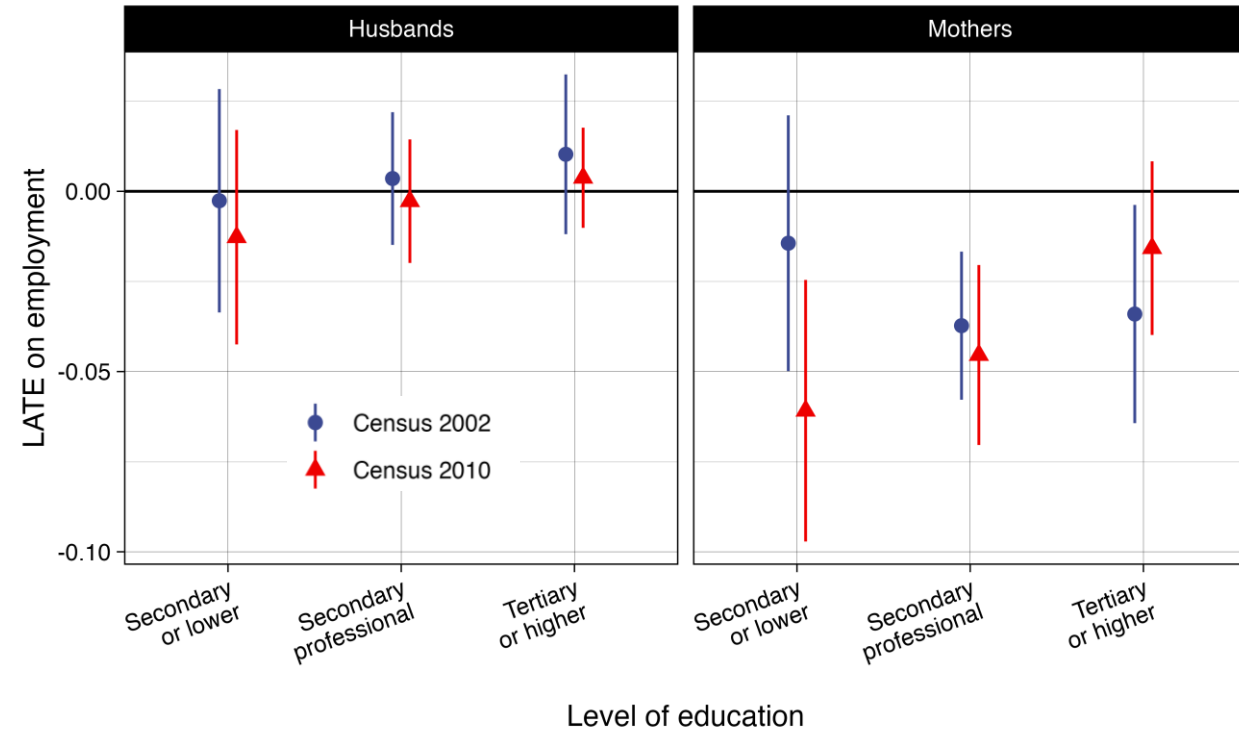 Husbands
Mothers
LATE on employment
0.00
-0.05
-0.10
Census 2002
Census 2010
Secondary
or lower
Secondary
professional
Tertiary
or higher
Secondary
or lower
Secondary
professional
Tertiary
or higher
Level of education